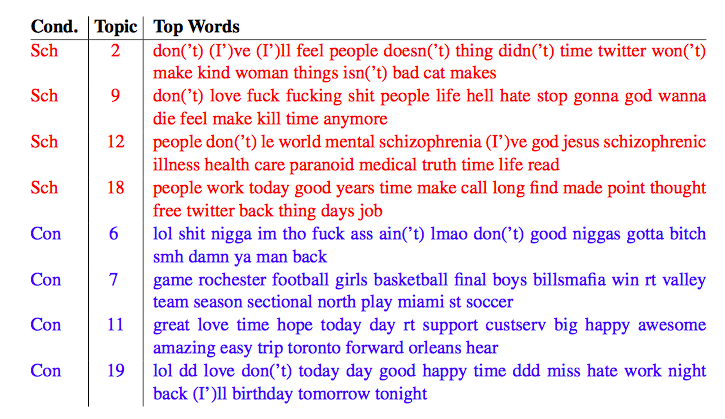 Cond. Topic Top Words
Sch 2 don('t) (I')ve (I')ll feel people doesn('t) thing didn('t) time twitter won('t)
make kind woman things isn('t) bad cat makes
Sch 9 don('t) love fuck fucking shit people life hell hate stop gonna god wanna
die feel make kill time anymore
Sch 12 people don('t) le world mental schizophrenia (I')ve god jesus schizophrenic
illness health care paranoid medical truth time life read
Sch 18 people work today good years time make call long find made point thought
free twitter back thing days job
Con 6 lol shit nigga im tho fuck ass ain('t) lmao don('t) good niggas gotta bitch
smh damn ya man back
Con 7 game rochester football girls basketball final boys billsmafia win rt valley
team season sectional north play miami st soccer
Con 11 great love time hope today day rt support custserv big happy awesome
amazing easy trip toronto forward orleans hear
Con 19 lol dd love don('t) today day good happy time ddd miss hate work night
back (I')ll birthday tomorrow tonight